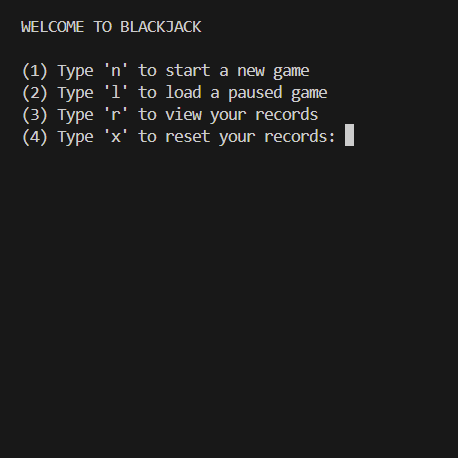 WELCOME TO BLACKJACK
(1) Type 'n' to start a new game
(2) Type 'l' to load a paused game
(3) Type 'r' to view your records
(4) Type 'x' to reset your records: